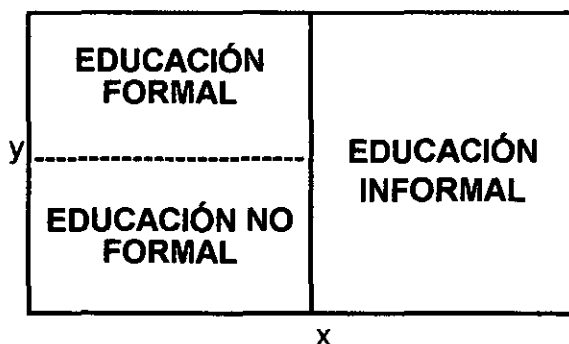 EDUCACIÓN
FORMAL
y
EDUCACIÓN NO
FORMAL
EDUCACIÓN
INFORMAL
x